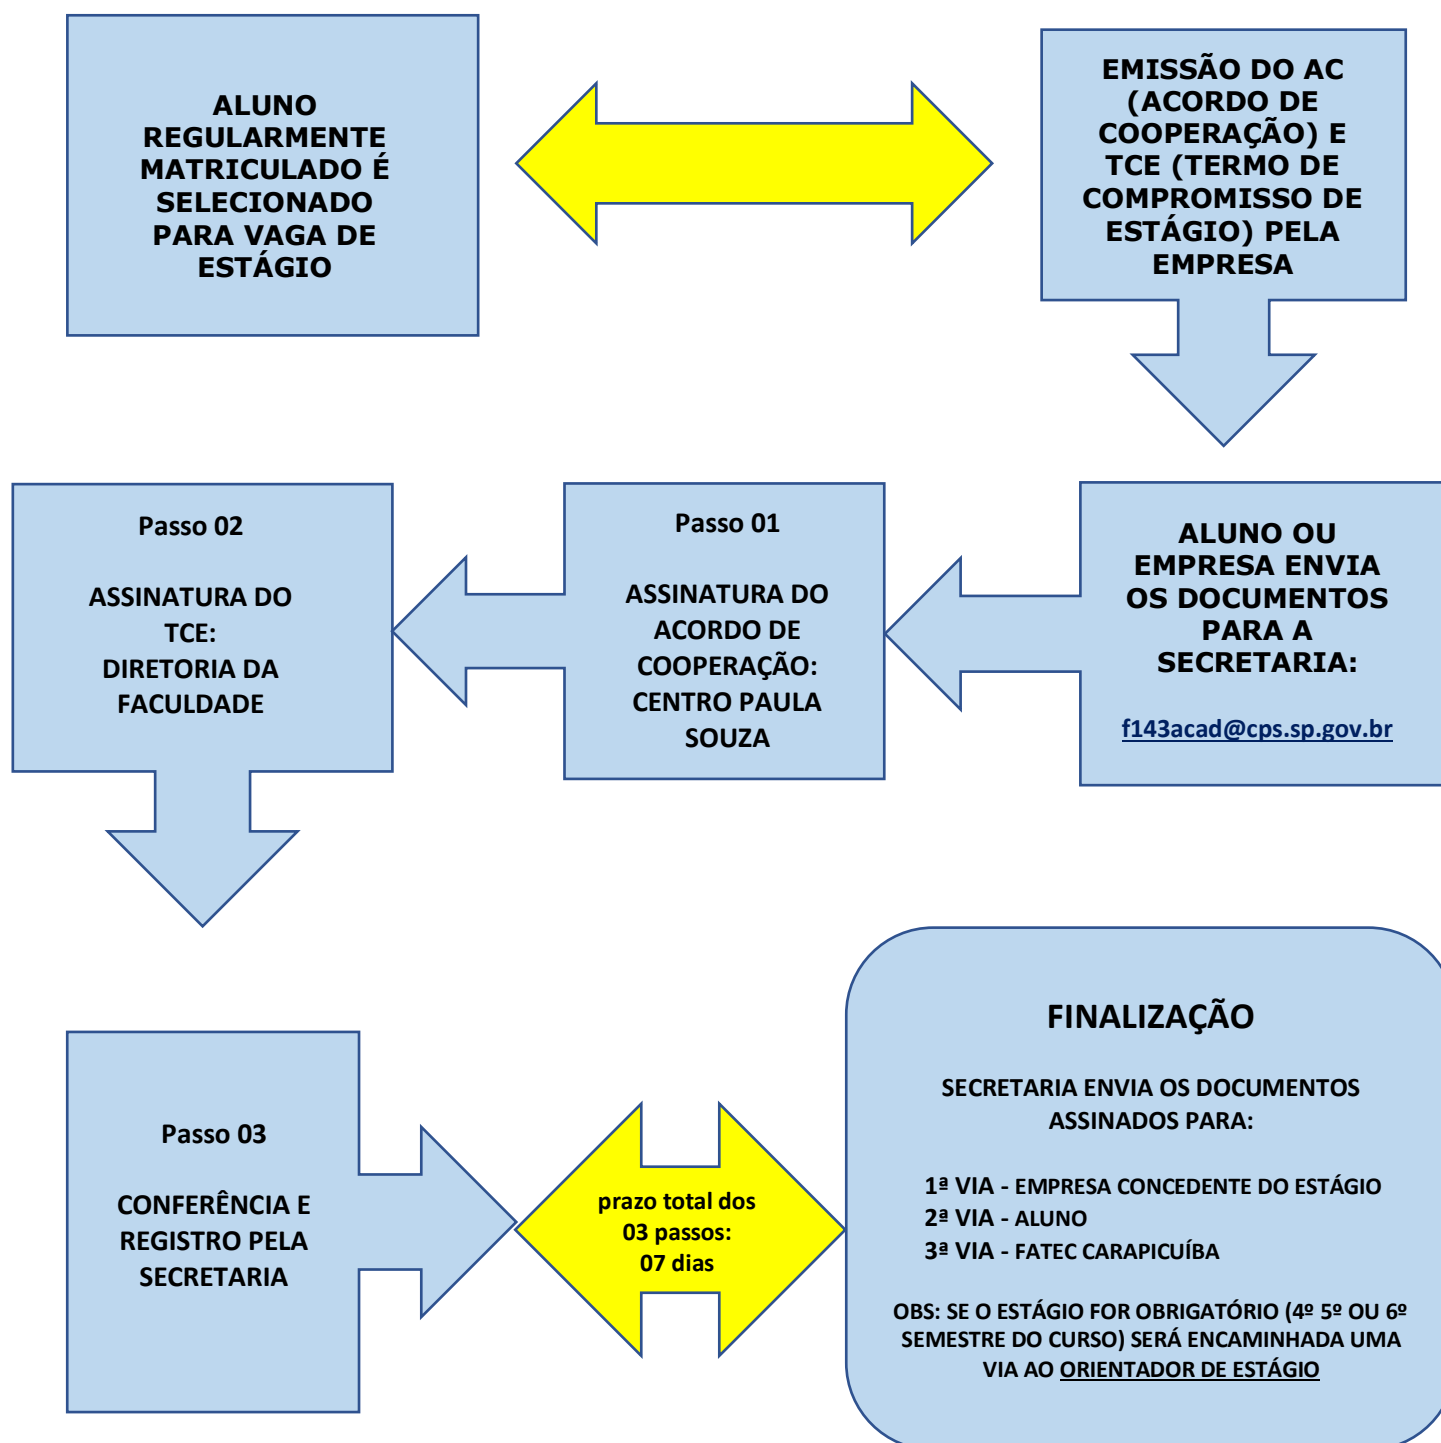 ALUNO
REGULARMENTE
MATRICULADO É
SELECIONADO
PARA VAGA DE
ESTÁGIO
EMISSÃO DO AC
(ACORDO DE
COOPERAÇÃO) E
TCE (TERMO DE
COMPROMISSO DE
ESTÁGIO) PELA
EMPRESA
ALUNO OU
EMPRESA ENVIA
OS DOCUMENTOS
PARA A
SECRETARIA:
f143acad@cps.sp.gov.br
Passo 01
ASSINATURA DO
ACORDO DE
COOPERAÇÃO:
CENTRO PAULA
SOUZA
Passo 02
ASSINATURA DO
TCE:
DIRETORIA DA
FACULDADE
Passo 03
CONFERÊNCIA E
REGISTRO PELA
SECRETARIA
prazo total dos
03 passos:
07 dias
FINALIZAÇÃO
SECRETARIA ENVIA OS DOCUMENTOS
ASSINADOS PARA:
1ª VIA - EMPRESA CONCEDENTE DO ESTÁGIO
2ª VIA - ALUNO
3ª VIA - FATEC CARAPICUÍBA
OBS: SE O ESTÁGIO FOR OBRIGATÓRIO (4º 5º OU 6º
SEMESTRE DO CURSO) SERÁ ENCAMINHADA UMA
VIA AO ORIENTADOR DE ESTÁGIO